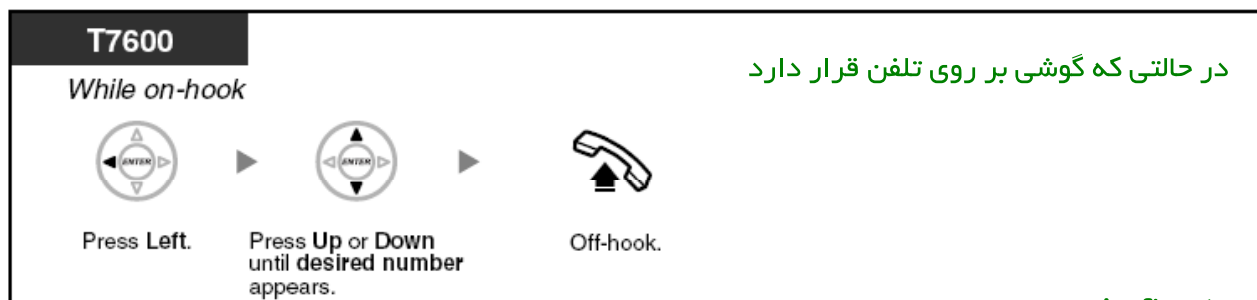 T7600
در حالتی که گوشی بر روی تلفن قرار دارد
While on-hook
ENTER
ENTER
Press Left.
Press Up or Down
until desired number
appears.
Off-hook.